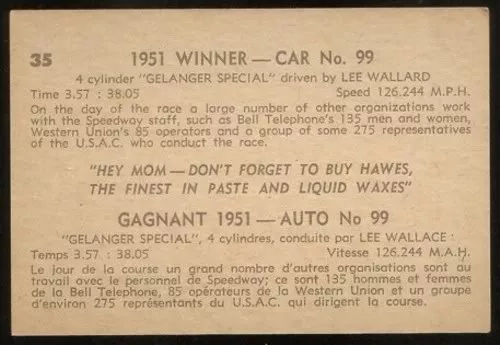 35
1951 WINNER — CAR No. 99
4 cylinder "GELANGER SPECIAL" driven by LEE WALLARD
Time 3.57 : 38.05 Speed 126.244 M.P.H.
On the day of the race a large number of other organizations work
with the Speedway staff, such as Bell Telephone's 135 men and women,
Western Union's 85 operators and a group of some 275 representatives
of the U.S.A.C. who conduct the race.
"HEY MOM — DON'T FORGET TO BUY HAWES,
THE FINEST IN PASTE AND LIQUID WAXES"
GAGNANT 1951 — AUTO No 99
"GELANGER SPECIAL", 4 cylindres, conduite par LEE WALLACE
Temps 3.57 : 38.05 Vitesse 126.244 M.A.H.
Le jour de la course un grand nombre d'autres organisations sont au
travail avec le personnel de Speedway; ce sont 135 hommes et femmes
de la Bell Telephone, 85 opérateurs de la Western Union et un groupe
d'environ 275 représentants du U.S.A.C. qui dirigent la course.